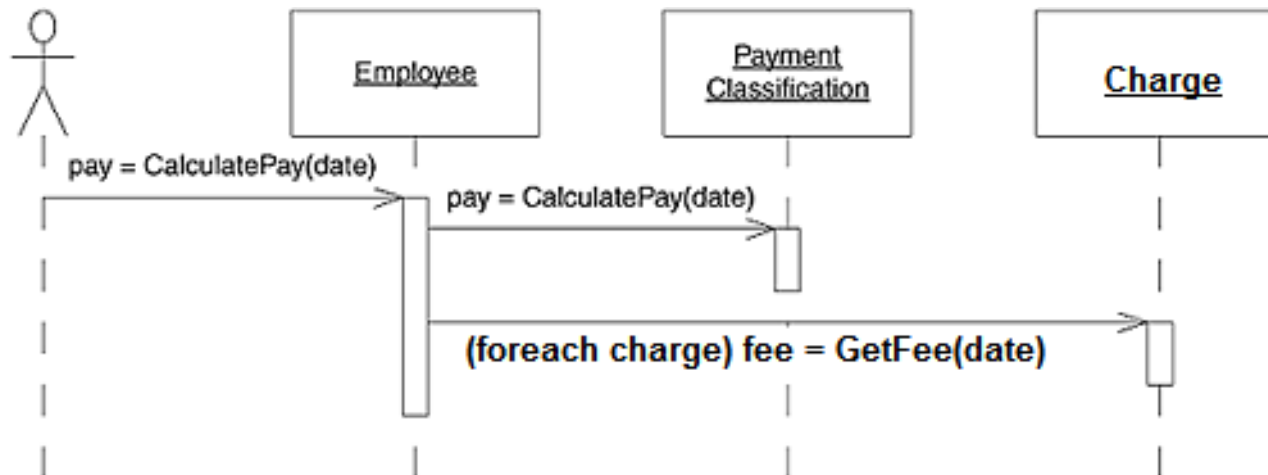 Employee
Payment
Classification
Charge
pay = CalculatePay(date)
pay = CalculatePay(date)
(foreach charge) fee = GetFee(date)